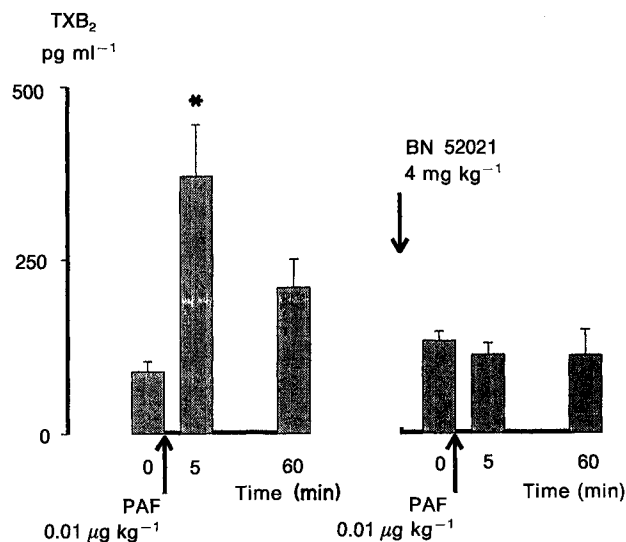 TXB₂
pg ml⁻¹
500
*
BN 52021
4 mg kg⁻¹
250
0
0 5 60 0 5 60
Time (min) Time (min)
PAF PAF
0.01 μg kg⁻¹ 0.01 μg kg⁻¹